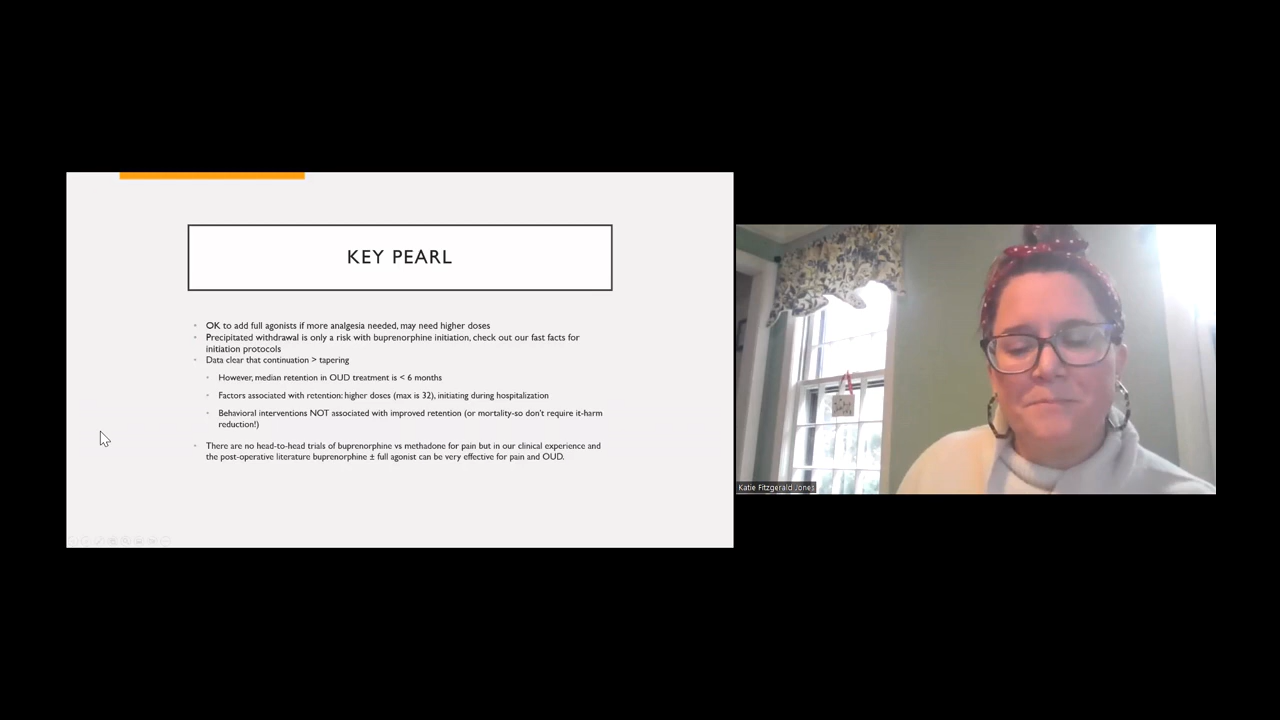 KEY PEARL
OK to add full agonists if more analgesia needed, may need higher doses
Precipitated withdrawal is only a risk with buprenorphine initiation, check out our fast facts for
initiation protocols
Data clear that continuation > tapering
However, median retention in OUD treatment is < 6 months
Factors associated with retention: higher doses (max is 32), initiating during hospitalization
Behavioral interventions NOT associated with improved retention (or mortality-so don't require it-harm
reduction!)
There are no head-to-head trials of buprenorphine vs methadone for pain but in our clinical experience and
the post-operative literature buprenorphine ± full agonist can be very effective for pain and OUD.
Katie Fitzgerald Jones